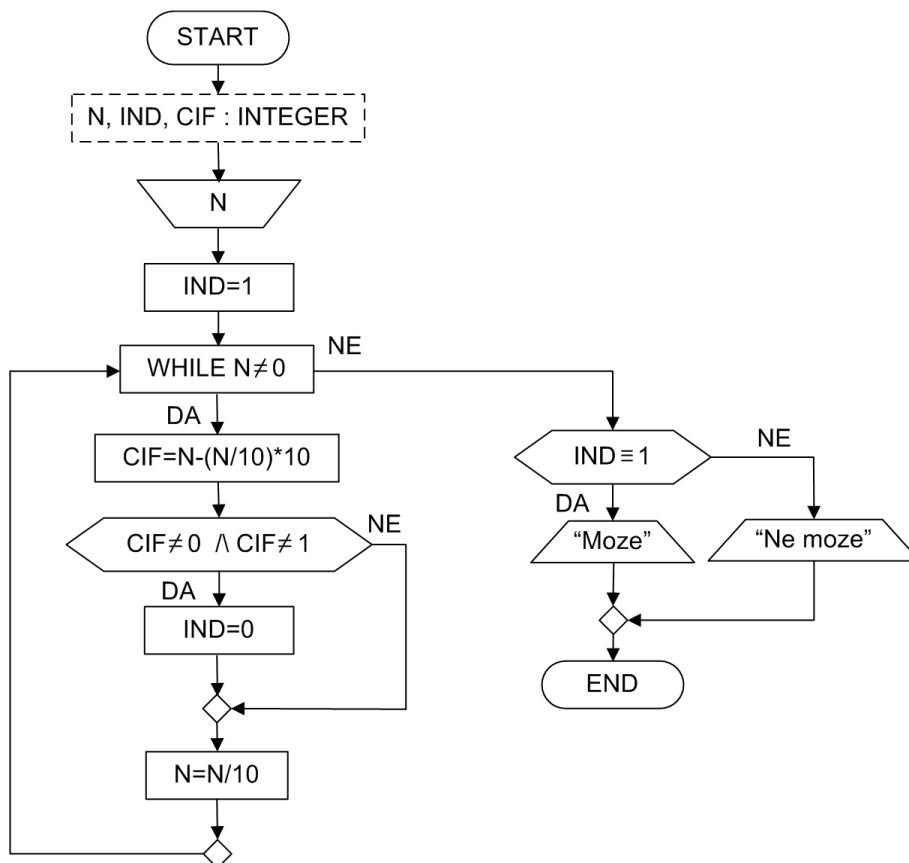 START
N, IND, CIF : INTEGER
N
IND=1
WHILE N≠0
NE
DA
CIF=N-(N/10)*10
CIF≠0 /\ CIF≠1
NE
DA
IND=0
N=N/10
IND≡1
NE
DA
“Moze”
“Ne moze”
END